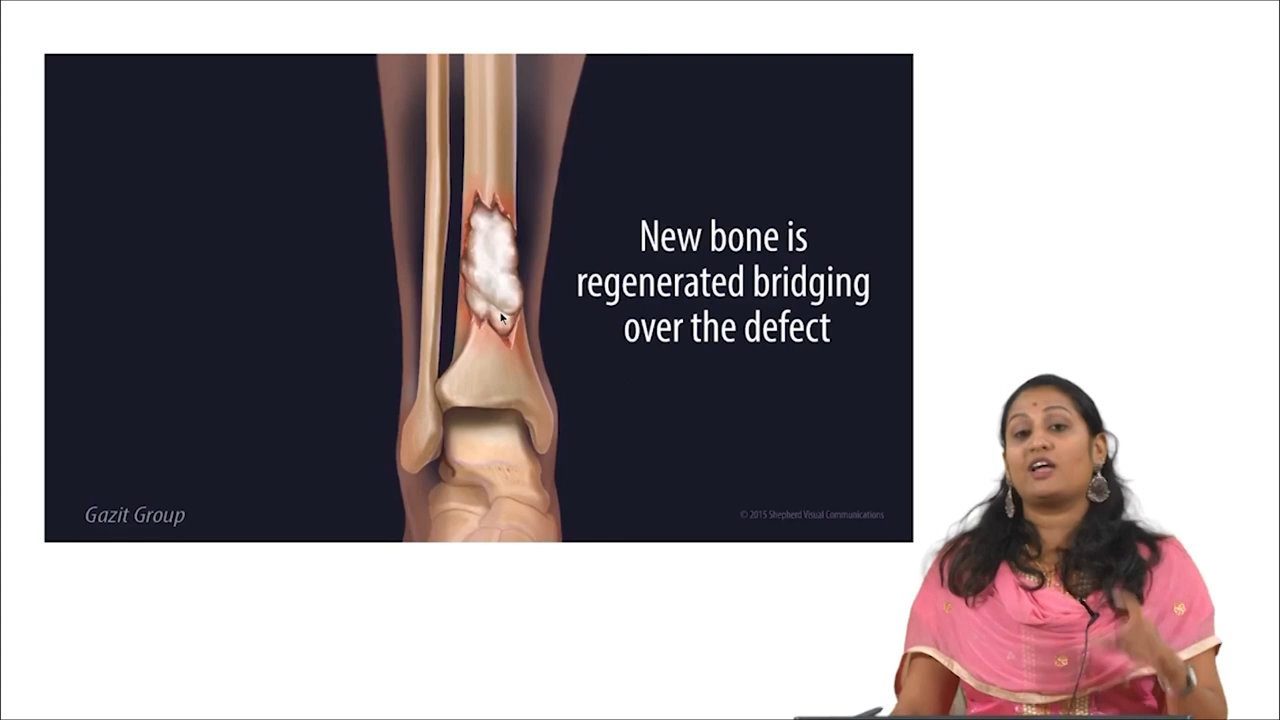 New bone is
regenerated bridging
over the defect
Gazit Group
© 2015 Shepherd Visual Communications